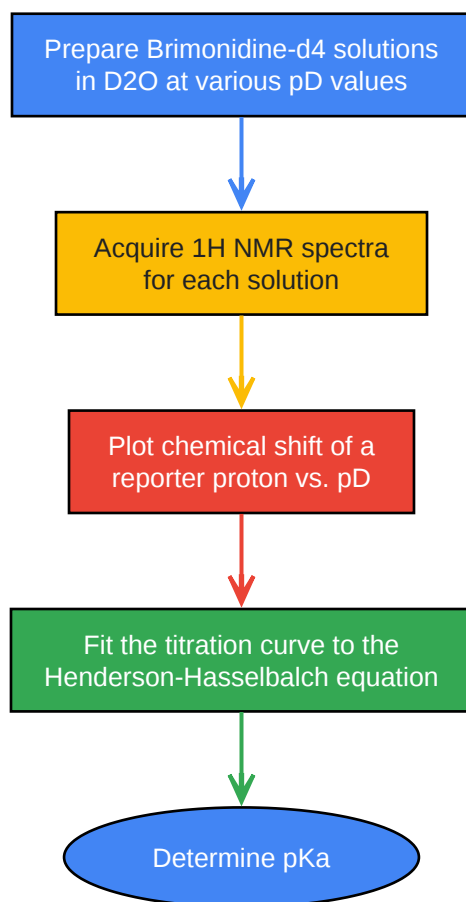 Prepare Brimonidine-d4 solutions
in D2O at various pD values
Acquire 1H NMR spectra
for each solution
Plot chemical shift of a
reporter proton vs. pD
Fit the titration curve to the
Henderson-Hasselbalch equation
Determine pKa